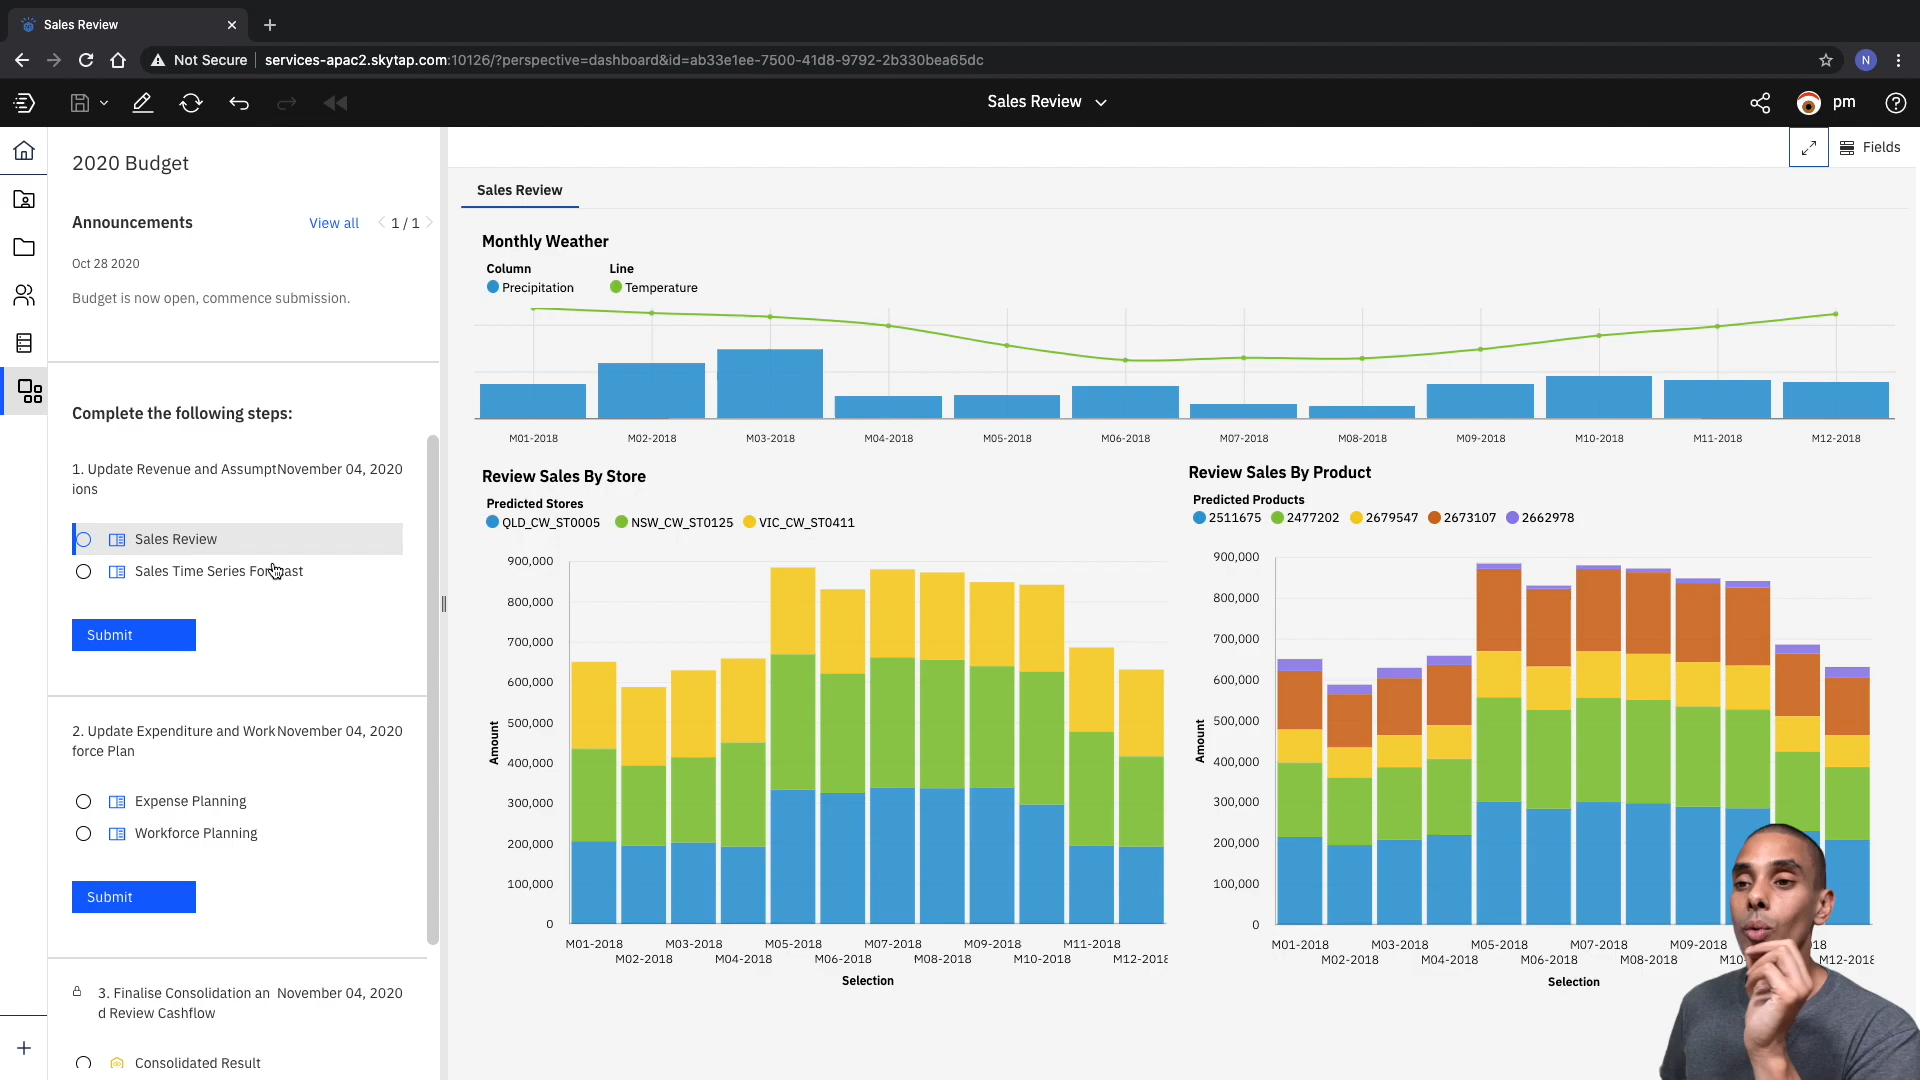 Sales Review
Not Secure
services-apac2.skytap.com:10126/?perspective=dashboard&id=ab33e1ee-7500-41d8-9792-2b330bea65dc
N
Sales Review
pm
2020 Budget
Fields
Announcements
View all
1 / 1
Oct 28 2020
Budget is now open, commence submission.
Complete the following steps:
1. Update Revenue and Assumpt
ions
November 04, 2020
Sales Review
Sales Time Series Forecast
Submit
2. Update Expenditure and Work
force Plan
November 04, 2020
Expense Planning
Workforce Planning
Submit
3. Finalise Consolidation an
d Review Cashflow
November 04, 2020
Consolidated Result
Sales Review
Monthly Weather
Column
Line
Precipitation
Temperature
M01-2018 M02-2018 M03-2018 M04-2018 M05-2018 M06-2018 M07-2018 M08-2018 M09-2018 M10-2018 M11-2018 M12-2018
Review Sales By Store
Predicted Stores
QLD_CW_ST0005 NSW_CW_ST0125 VIC_CW_ST0411
900,000
800,000
700,000
600,000
500,000
400,000
300,000
200,000
100,000
0
Amount
M01-2018 M03-2018 M05-2018 M07-2018 M09-2018 M11-2018
M02-2018 M04-2018 M06-2018 M08-2018 M10-2018 M12-2018
Selection
Review Sales By Product
Predicted Products
2511675 2477202 2679547 2673107 2662978
900,000
800,000
700,000
600,000
500,000
400,000
300,000
200,000
100,000
0
Amount
M01-2018 M03-2018 M05-2018 M07-2018 M09-2018 18
M02-2018 M04-2018 M06-2018 M08-2018 M10- M12-2018
Selection